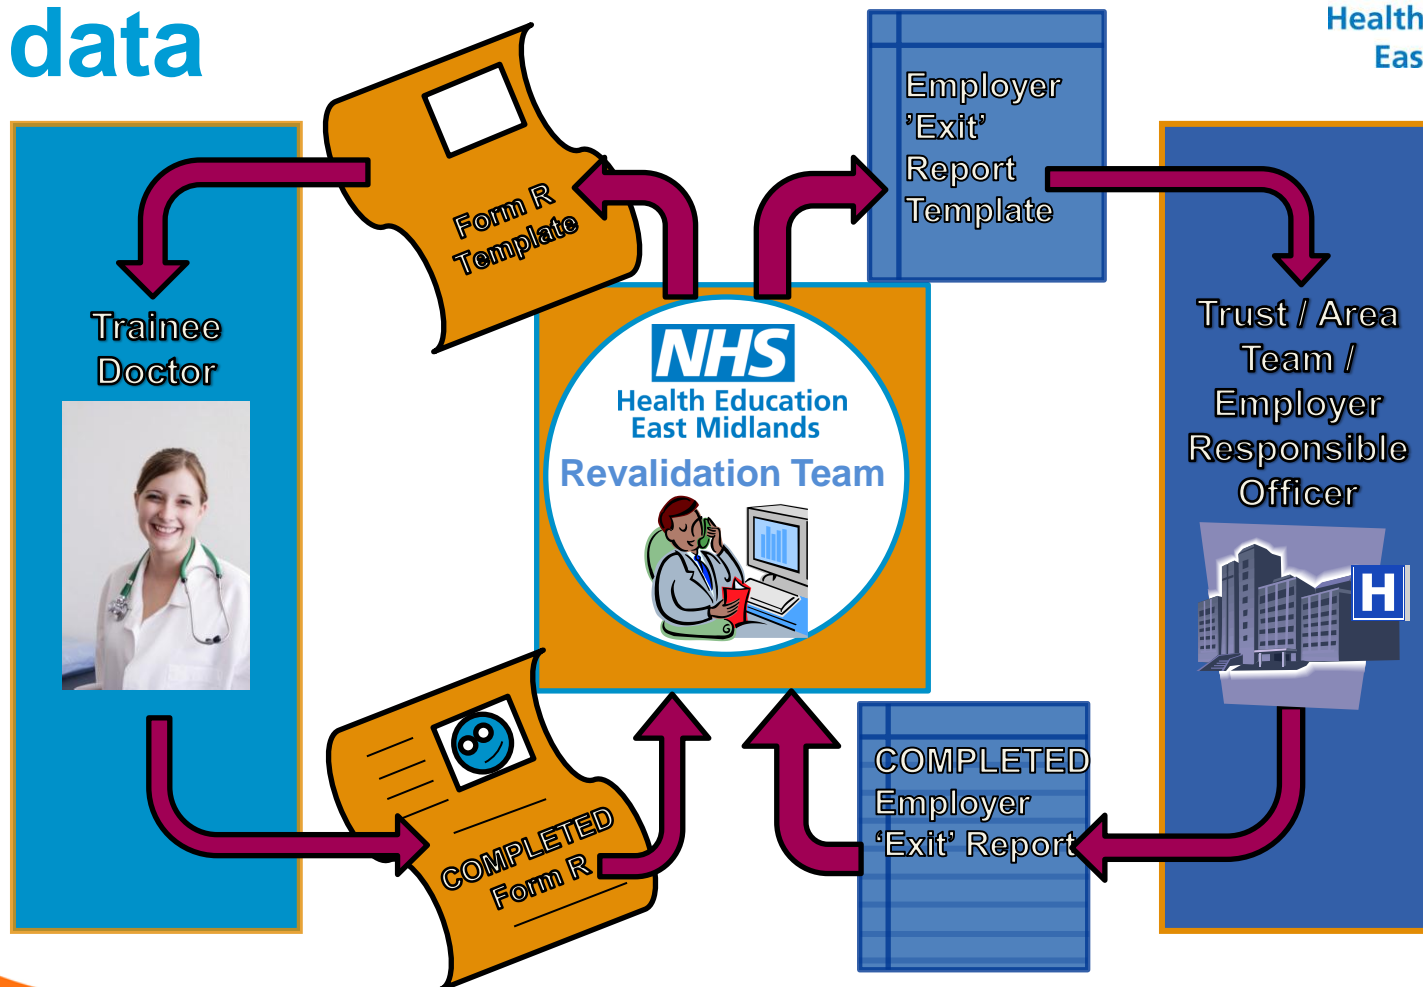 data
Health
Eas
Form R
Template
Employer
’Exit’
Report
Template
Trainee
Doctor
NHS
Health Education
East Midlands
Revalidation Team
Trust / Area
Team /
Employer
Responsible
Officer
H
COMPLETED
Form R
COMPLETED
Employer
‘Exit’ Report